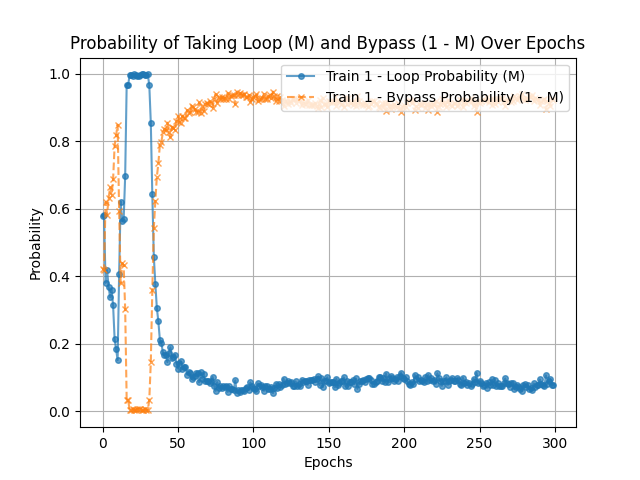 Probability of Taking Loop (M) and Bypass (1 - M) Over Epochs
Train 1 - Loop Probability (M)
Train 1 - Bypass Probability (1 - M)
1.0
0.8
0.6
0.4
0.2
0.0
Probability
0
50
100
150
200
250
300
Epochs